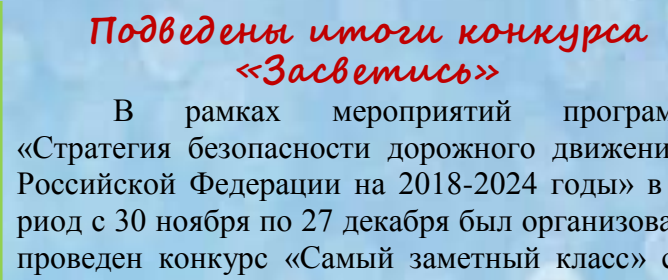 Подведены итоги конкурса
«Засветись»
В рамках мероприятий програм
«Стратегия безопасности дорожного движени
Российской Федерации на 2018-2024 годы» в
риод с 30 ноября по 27 декабря был организова
проведен конкурс «Самый заметный класс» с